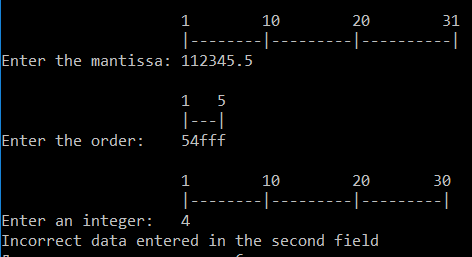 1 10 20 31
|--------|---------|----------|
Enter the mantissa: 112345.5
1 5
|---|
Enter the order: 54fff
1 10 20 30
|--------|---------|---------|
Enter an integer: 4
Incorrect data entered in the second field